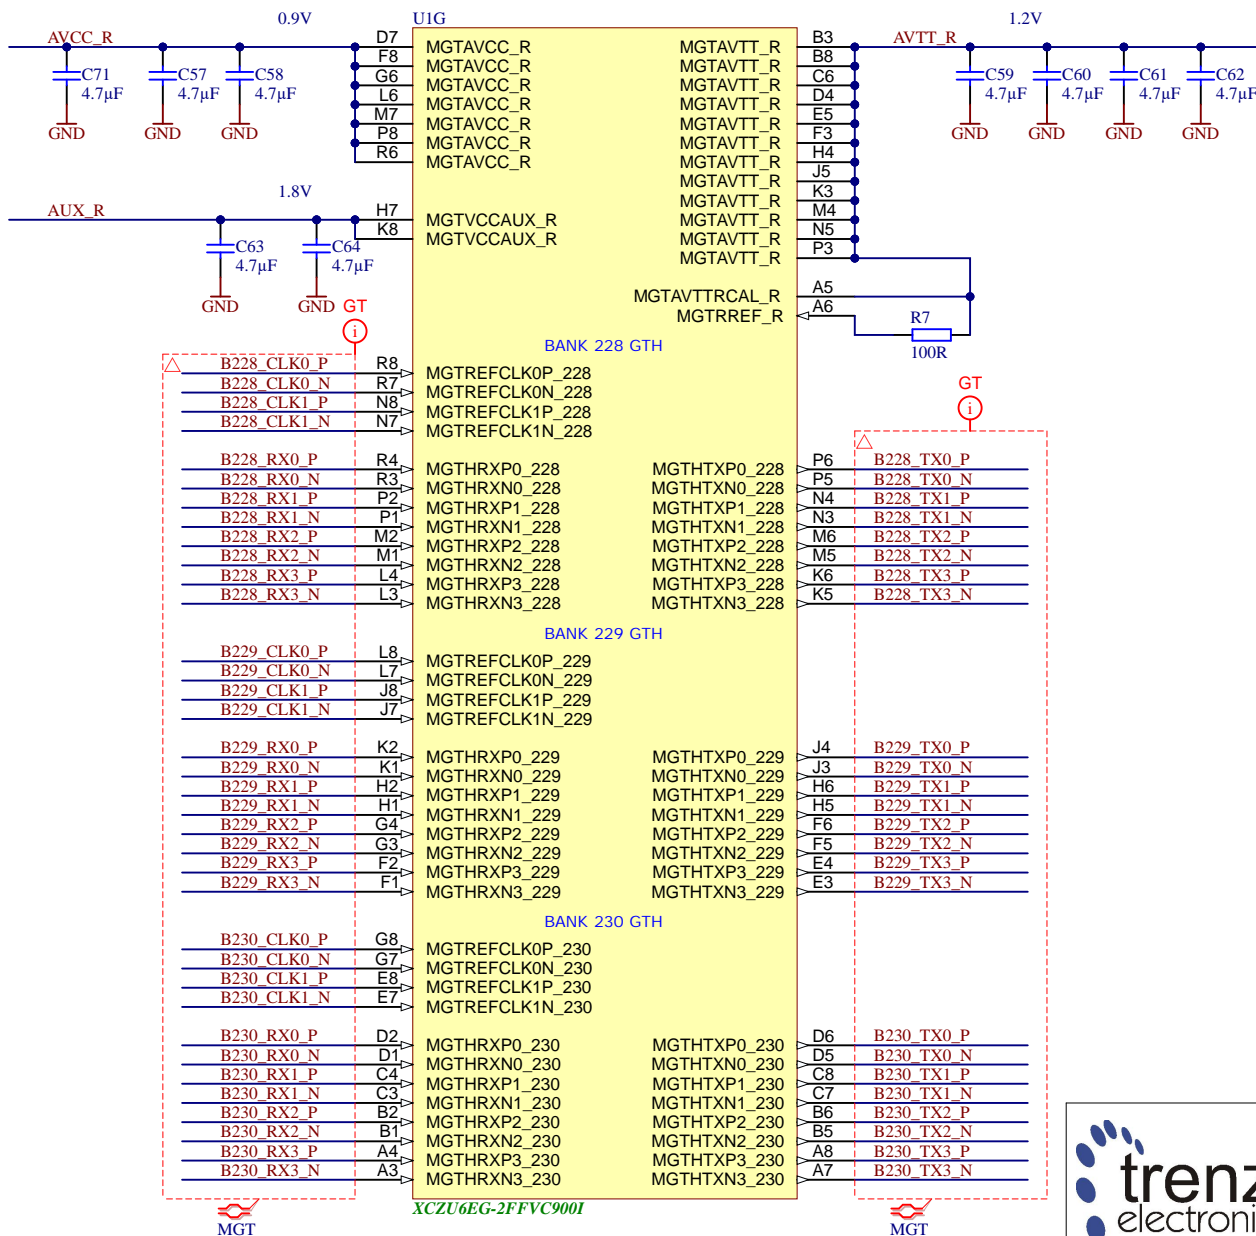 0.9V U1G 1.2V
AVCC_R D7 MGTAVCC_R MGTAVTT_R B3 AVTT_R
F8 MGTAVCC_R MGTAVTT_R B8
C71 4.7µF GND
C57 4.7µF GND
C58 4.7µF GND
C59 4.7µF GND
C60 4.7µF GND
C61 4.7µF GND
C62 4.7µF GND
G6 MGTAVCC_R MGTAVTT_R C6
L6 MGTAVCC_R MGTAVTT_R D4
M7 MGTAVCC_R MGTAVTT_R E5
P8 MGTAVCC_R MGTAVTT_R F3
R6 MGTAVCC_R MGTAVTT_R H4
MGTAVTT_R J5
1.8V
MGTAVTT_R K3
AUX_R H7 MGTVCCAUX_R MGTAVTT_R M4
K8 MGTVCCAUX_R MGTAVTT_R N5
C63 4.7µF GND
C64 4.7µF GND
MGTAVTT_R P3
MGTAVTTRCAL_R A5
MGTRREF_R A6
R7
100R
GT
i
BANK 228 GTH
B228_CLK0_P R8 MGTREFCLK0P_228
B228_CLK0_N R7 MGTREFCLK0N_228
B228_CLK1_P N8 MGTREFCLK1P_228
B228_CLK1_N N7 MGTREFCLK1N_228
GT
i
B228_RX0_P R4 MGTHRXP0_228 MGTHTXP0_228 P6 B228_TX0_P
B228_RX0_N R3 MGTHRXN0_228 MGTHTXN0_228 P5 B228_TX0_N
B228_RX1_P P2 MGTHRXP1_228 MGTHTXP1_228 N4 B228_TX1_P
B228_RX1_N P1 MGTHRXN1_228 MGTHTXN1_228 N3 B228_TX1_N
B228_RX2_P M2 MGTHRXP2_228 MGTHTXP2_228 M6 B228_TX2_P
B228_RX2_N M1 MGTHRXN2_228 MGTHTXN2_228 M5 B228_TX2_N
B228_RX3_P L4 MGTHRXP3_228 MGTHTXP3_228 K6 B228_TX3_P
B228_RX3_N L3 MGTHRXN3_228 MGTHTXN3_228 K5 B228_TX3_N
BANK 229 GTH
B229_CLK0_P L8 MGTREFCLK0P_229
B229_CLK0_N L7 MGTREFCLK0N_229
B229_CLK1_P J8 MGTREFCLK1P_229
B229_CLK1_N J7 MGTREFCLK1N_229
B229_RX0_P K2 MGTHRXP0_229 MGTHTXP0_229 J4 B229_TX0_P
B229_RX0_N K1 MGTHRXN0_229 MGTHTXN0_229 J3 B229_TX0_N
B229_RX1_P H2 MGTHRXP1_229 MGTHTXP1_229 H6 B229_TX1_P
B229_RX1_N H1 MGTHRXN1_229 MGTHTXN1_229 H5 B229_TX1_N
B229_RX2_P G4 MGTHRXP2_229 MGTHTXP2_229 F6 B229_TX2_P
B229_RX2_N G3 MGTHRXN2_229 MGTHTXN2_229 F5 B229_TX2_N
B229_RX3_P F2 MGTHRXP3_229 MGTHTXP3_229 E4 B229_TX3_P
B229_RX3_N F1 MGTHRXN3_229 MGTHTXN3_229 E3 B229_TX3_N
BANK 230 GTH
B230_CLK0_P G8 MGTREFCLK0P_230
B230_CLK0_N G7 MGTREFCLK0N_230
B230_CLK1_P E8 MGTREFCLK1P_230
B230_CLK1_N E7 MGTREFCLK1N_230
B230_RX0_P D2 MGTHRXP0_230 MGTHTXP0_230 D6 B230_TX0_P
B230_RX0_N D1 MGTHRXN0_230 MGTHTXN0_230 D5 B230_TX0_N
B230_RX1_P C4 MGTHRXP1_230 MGTHTXP1_230 C8 B230_TX1_P
B230_RX1_N C3 MGTHRXN1_230 MGTHTXN1_230 C7 B230_TX1_N
B230_RX2_P B2 MGTHRXP2_230 MGTHTXP2_230 B6 B230_TX2_P
B230_RX2_N B1 MGTHRXN2_230 MGTHTXN2_230 B5 B230_TX2_N
B230_RX3_P A4 MGTHRXP3_230 MGTHTXP3_230 A8 B230_TX3_P
B230_RX3_N A3 MGTHRXN3_230 MGTHTXN3_230 A7 B230_TX3_N
XCZU6EG-2FFVC900I
MGT MGT
trenz
electroni